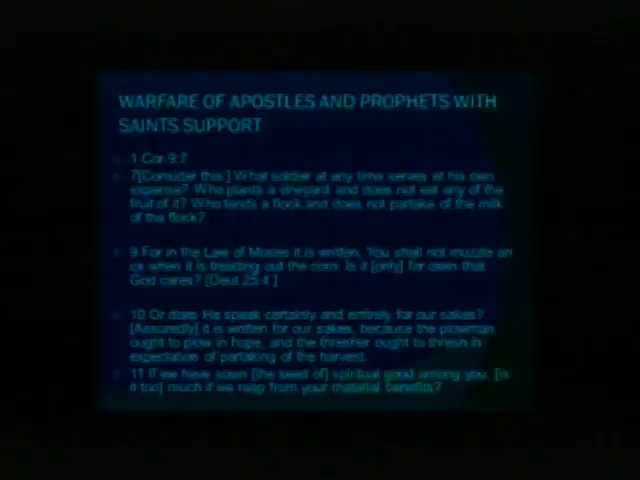 WARFARE OF APOSTLES AND PROPHETS WITH
SAINTS SUPPORT
1 Cor 9:7
7[Consider this:] What soldier at any time serves at his own
expense? Who plants a vineyard and does not eat any of the
fruit of it? Who tends a flock and does not partake of the milk
of the flock?
9 For in the Law of Moses it is written, You shall not muzzle an
ox when it is treading out the corn. Is it [only] for oxen that
God cares? [Deut 25:4.]
10 Or does He speak certainly and entirely for our sakes?
[Assuredly] it is written for our sakes, because the plowman
ought to plow in hope, and the thresher ought to thresh in
expectation of partaking of the harvest.
11 If we have sown [the seed of] spiritual good among you, [is
it too] much if we reap from your material benefits?